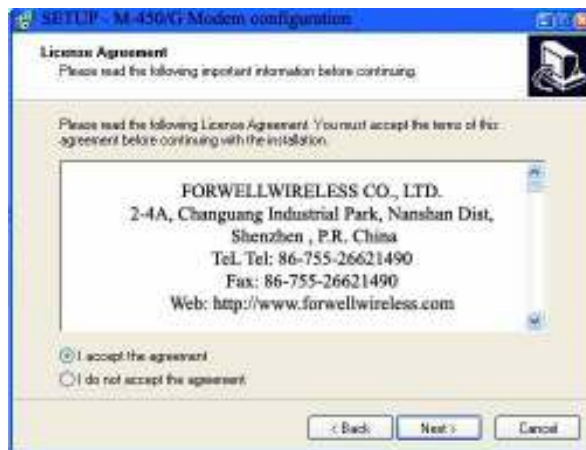 SETUP - M-450/G Modem configuration
License Agreement
Please read the following important information before continuing.
Please read the following License Agreement. You must accept the terms of this
agreement before continuing with the installation.
FORWELLWIRELESS CO., LTD.
2-4A, Changuang Industrial Park, Nanshan Dist,
Shenzhen , P.R. China
TeL Tel: 86-755-26621490
Fax: 86-755-26621490
Web: http://www.forwellwireless.com
I accept the agreement
I do not accept the agreement
< Back Next > Cancel